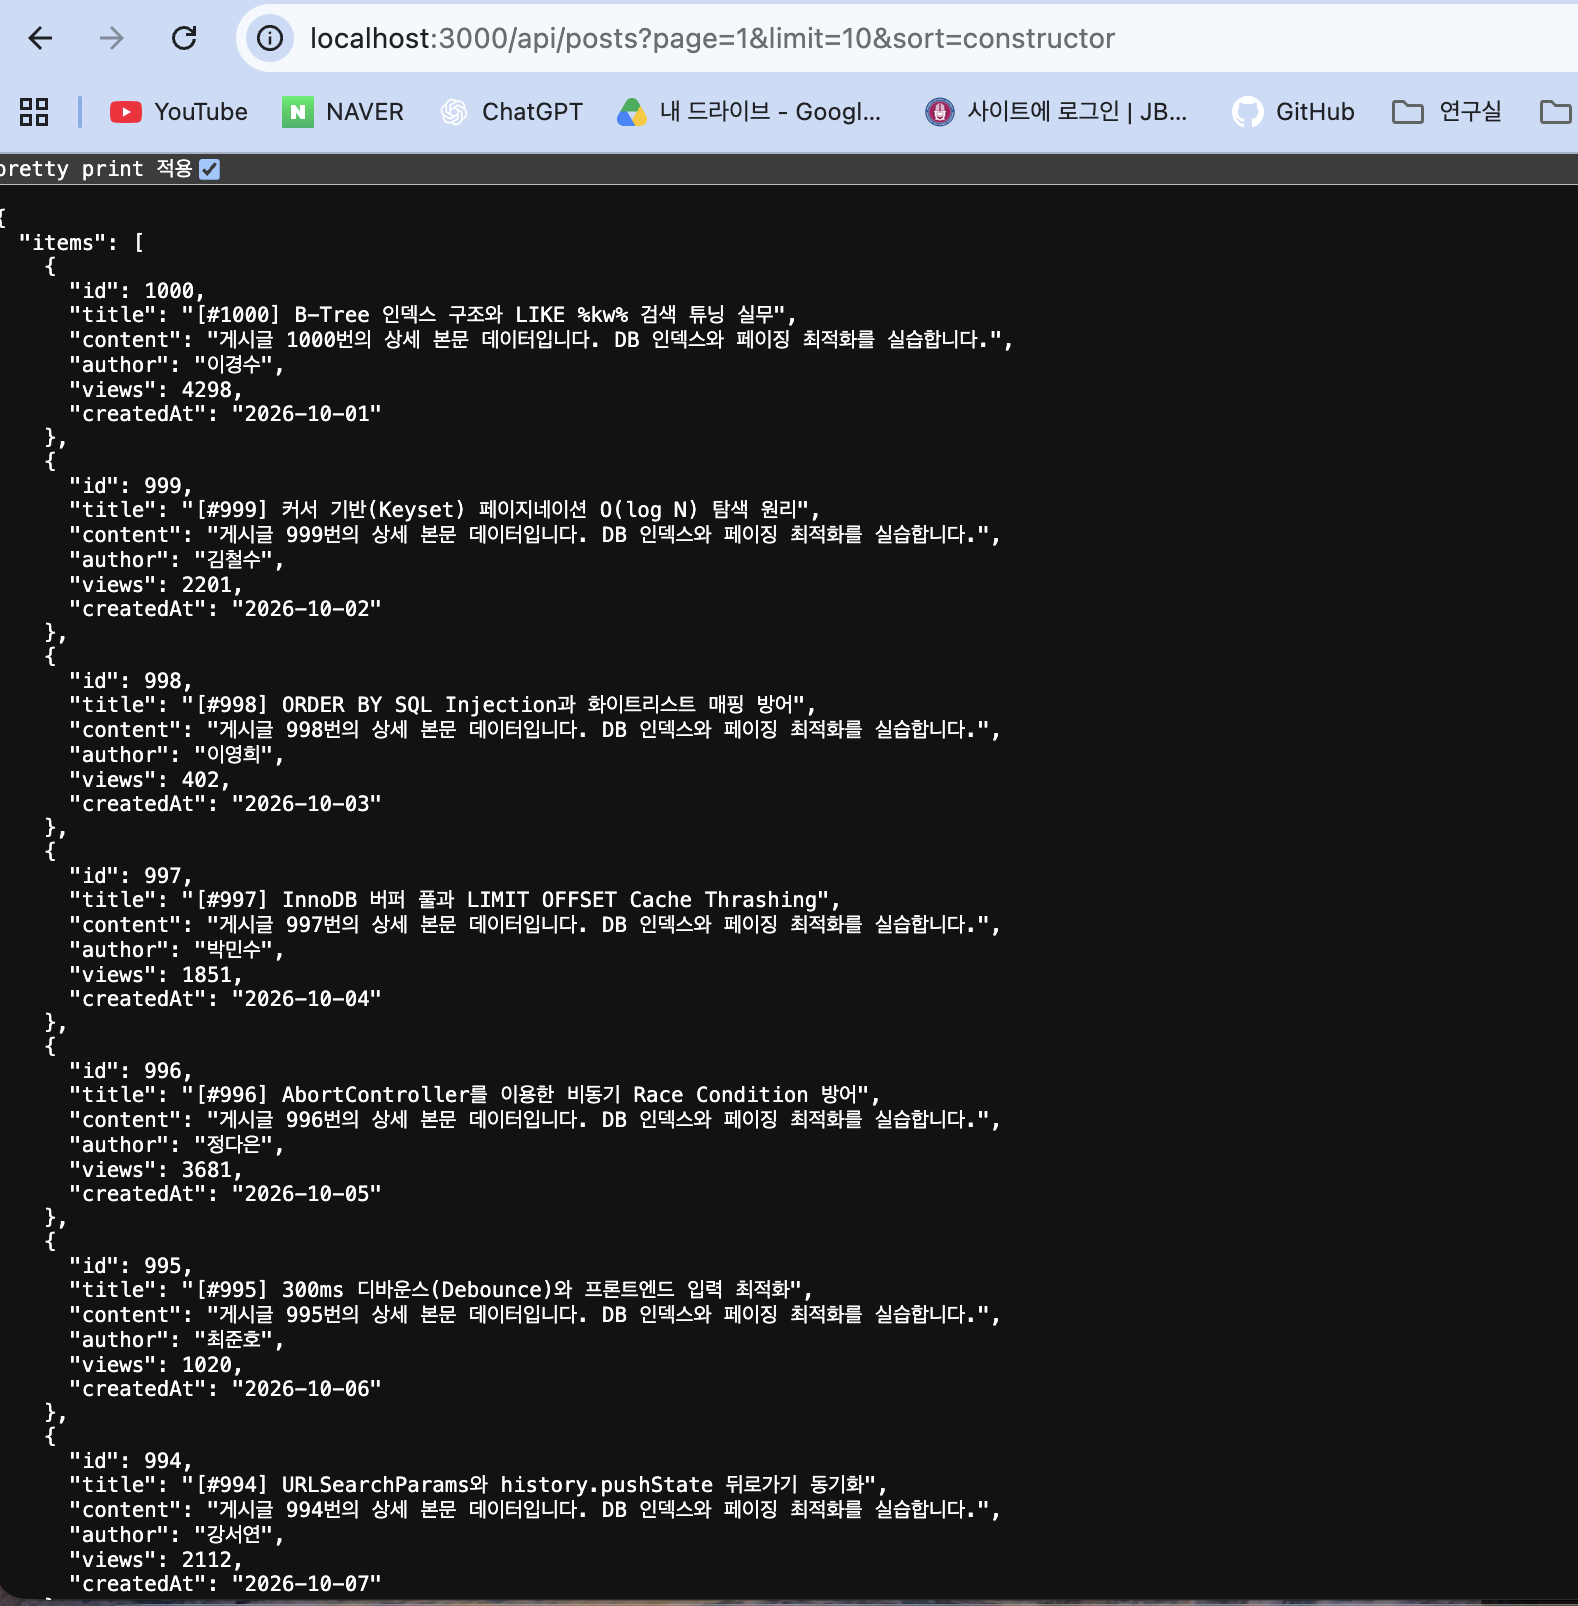 localhost:3000/api/posts?page=1&limit=10&sort=constructor
YouTube NAVER ChatGPT 내 드라이브 - Googl... 사이트에 로그인 | JB... GitHub 연구실
pretty print 적용
{
"items": [
{
"id": 1000,
"title": "[#1000] B-Tree 인덱스 구조와 LIKE %kw% 검색 튜닝 실무",
"content": "게시글 1000번의 상세 본문 데이터입니다. DB 인덱스와 페이징 최적화를 실습합니다.",
"author": "이경수",
"views": 4298,
"createdAt": "2026-10-01"
},
{
"id": 999,
"title": "[#999] 커서 기반(Keyset) 페이지네이션 O(log N) 탐색 원리",
"content": "게시글 999번의 상세 본문 데이터입니다. DB 인덱스와 페이징 최적화를 실습합니다.",
"author": "김철수",
"views": 2201,
"createdAt": "2026-10-02"
},
{
"id": 998,
"title": "[#998] ORDER BY SQL Injection과 화이트리스트 매핑 방어",
"content": "게시글 998번의 상세 본문 데이터입니다. DB 인덱스와 페이징 최적화를 실습합니다.",
"author": "이영희",
"views": 402,
"createdAt": "2026-10-03"
},
{
"id": 997,
"title": "[#997] InnoDB 버퍼 풀과 LIMIT OFFSET Cache Thrashing",
"content": "게시글 997번의 상세 본문 데이터입니다. DB 인덱스와 페이징 최적화를 실습합니다.",
"author": "박민수",
"views": 1851,
"createdAt": "2026-10-04"
},
{
"id": 996,
"title": "[#996] AbortController를 이용한 비동기 Race Condition 방어",
"content": "게시글 996번의 상세 본문 데이터입니다. DB 인덱스와 페이징 최적화를 실습합니다.",
"author": "정다은",
"views": 3681,
"createdAt": "2026-10-05"
},
{
"id": 995,
"title": "[#995] 300ms 디바운스(Debounce)와 프론트엔드 입력 최적화",
"content": "게시글 995번의 상세 본문 데이터입니다. DB 인덱스와 페이징 최적화를 실습합니다.",
"author": "최준호",
"views": 1020,
"createdAt": "2026-10-06"
},
{
"id": 994,
"title": "[#994] URLSearchParams와 history.pushState 뒤로가기 동기화",
"content": "게시글 994번의 상세 본문 데이터입니다. DB 인덱스와 페이징 최적화를 실습합니다.",
"author": "강서연",
"views": 2112,
"createdAt": "2026-10-07"